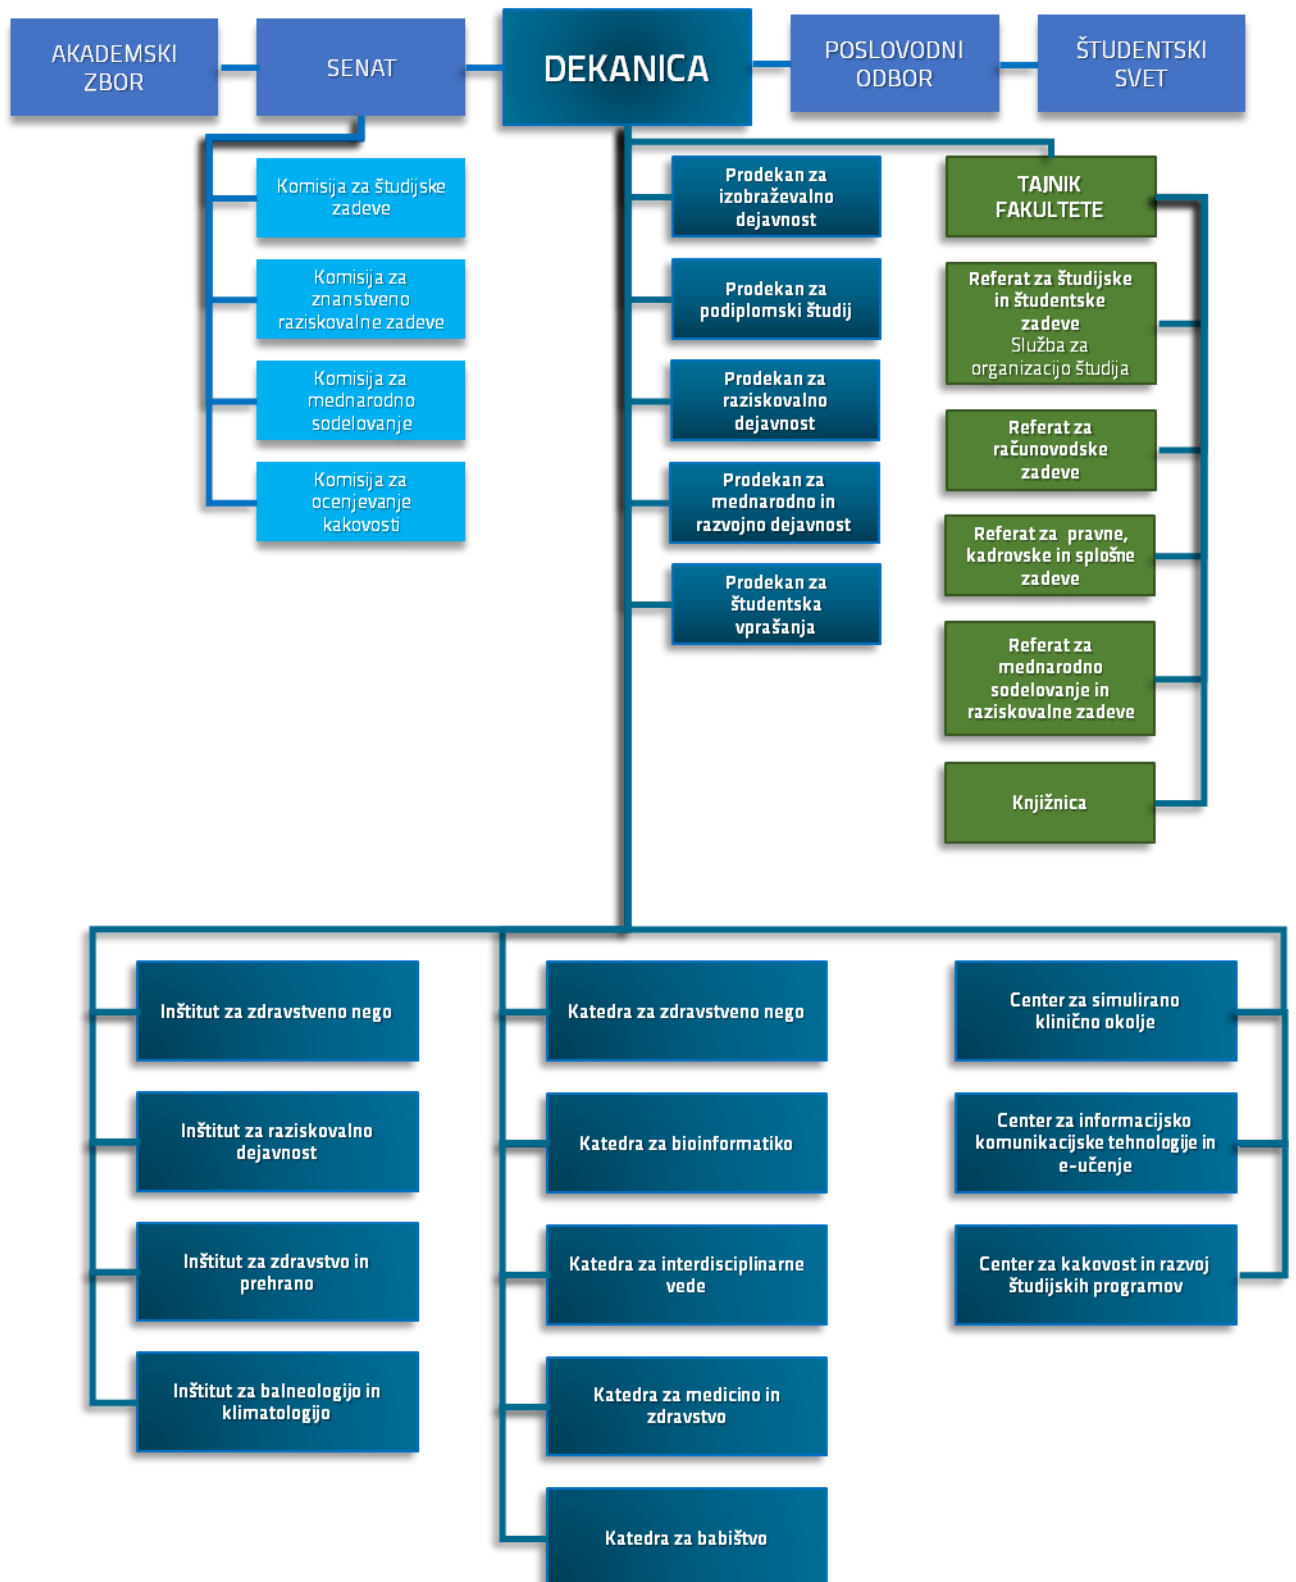 AKADEMSKI
ZBOR
SENAT
DEKANICA
POSLOVODNI
ODBOR
ŠTUDENTSKI
SVET
Komisija za študijske
zadeve
Komisija za
znanstveno
raziskovalne zadeve
Komisija za
mednarodno
sodelovanje
Komisija za
ocenjevanje
kakovosti
Prodekan za
izobraževalno
dejavnost
Prodekan za
podiplomski študij
Prodekan za
raziskovalno
dejavnost
Prodekan za
mednarodno in
razvojno dejavnost
Prodekan za
študentska
vprašanja
TAJNIK
FAKULTETE
Referat za študijske
in študentske
zadeve
Služba za
organizacijo študija
Referat za
računovodske
zadeve
Referat za pravne,
kadrovske in splošne
zadeve
Referat za
mednarodno
sodelovanje in
raziskovalne zadeve
Knjižnica
Inštitut za zdravstveno nego
Inštitut za raziskovalno
dejavnost
Inštitut za zdravstvo in
prehrano
Inštitut za balneologijo in
klimatologijo
Katedra za zdravstveno nego
Katedra za bioinformatiko
Katedra za interdisciplinarne
vede
Katedra za medicino in
zdravstvo
Katedra za babištvo
Center za simulirano
klinično okolje
Center za informacijsko
komunikacijske tehnologije in
e-učenje
Center za kakovost in razvoj
študijskih programov